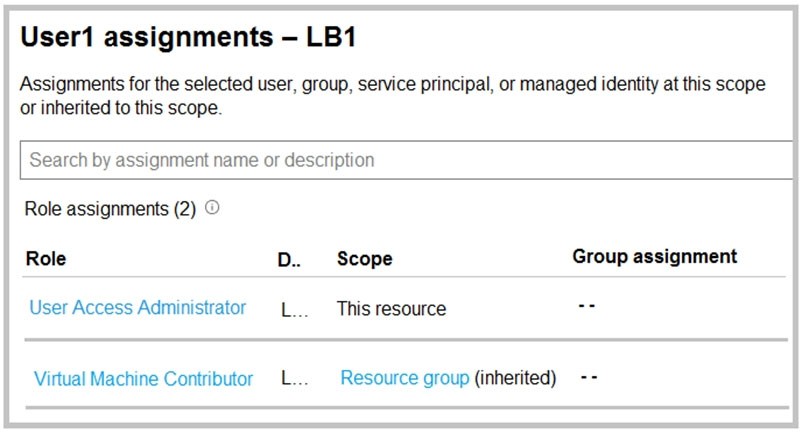 User1 assignments – LB1
Assignments for the selected user, group, service principal, or managed identity at this scope
or inherited to this scope.
Search by assignment name or description
Role assignments (2) ⓘ
Role D.. Scope Group assignment
User Access Administrator L... This resource - -
Virtual Machine Contributor L... Resource group (inherited) - -